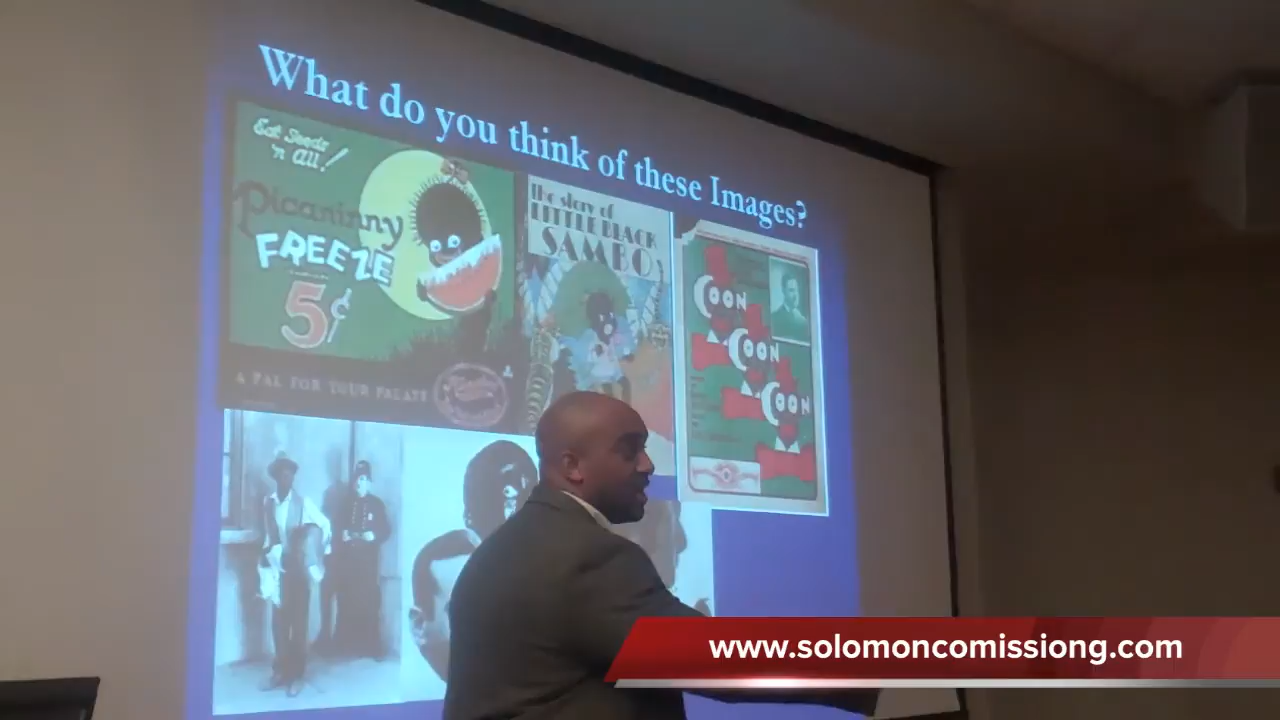 What do you think of these Images?
Eat Seeds
'n all!
Picaninny
FREEZE
5¢
A PAL FOR YOUR PALATE
the story of
LITTLE BLACK
SAMBO
COON
COON
COON
www.solomoncomissiong.com